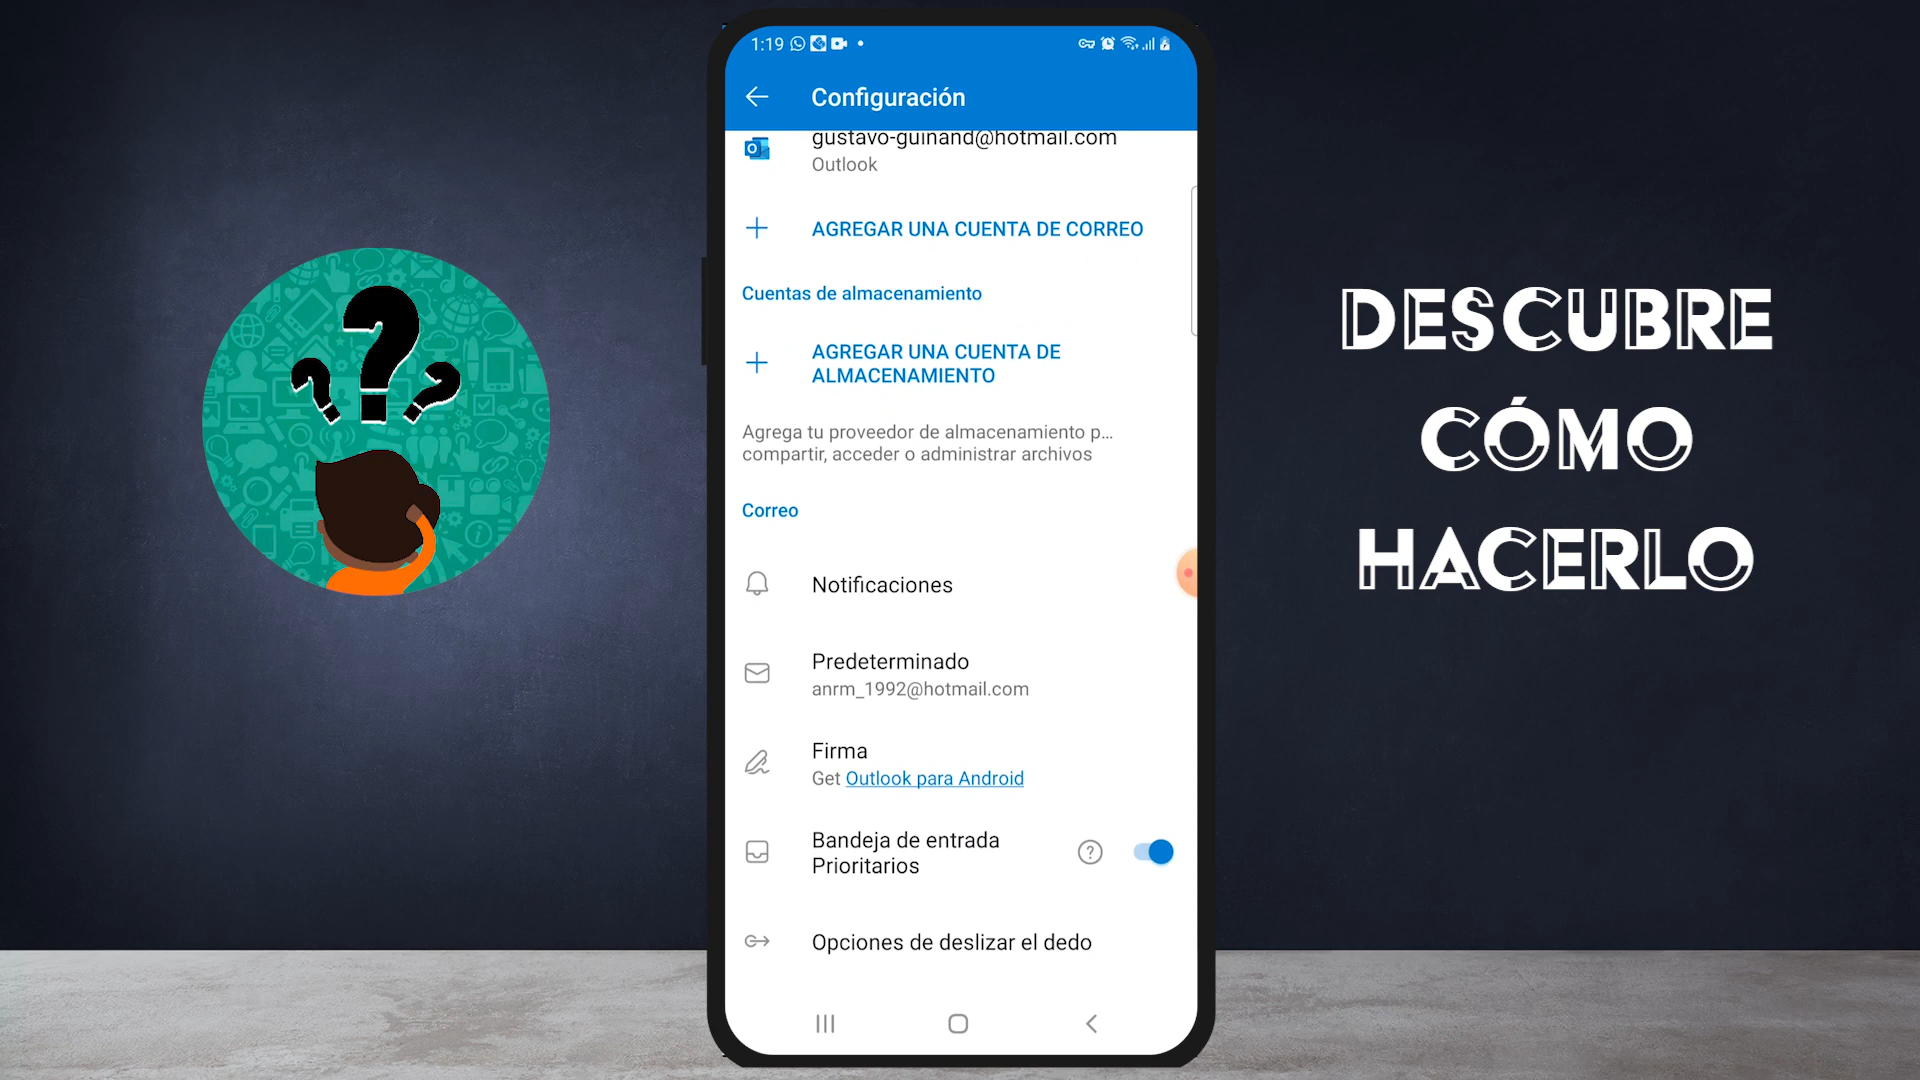 1:19
Configuración
gustavo-guinand@hotmail.com
Outlook
AGREGAR UNA CUENTA DE CORREO
Cuentas de almacenamiento
AGREGAR UNA CUENTA DE
ALMACENAMIENTO
Agrega tu proveedor de almacenamiento p...
compartir, acceder o administrar archivos
Correo
Notificaciones
Predeterminado
anrm_1992@hotmail.com
Firma
Get Outlook para Android
Bandeja de entrada
Prioritarios
Opciones de deslizar el dedo
DESCUBRE
CÓMO
HACERLO